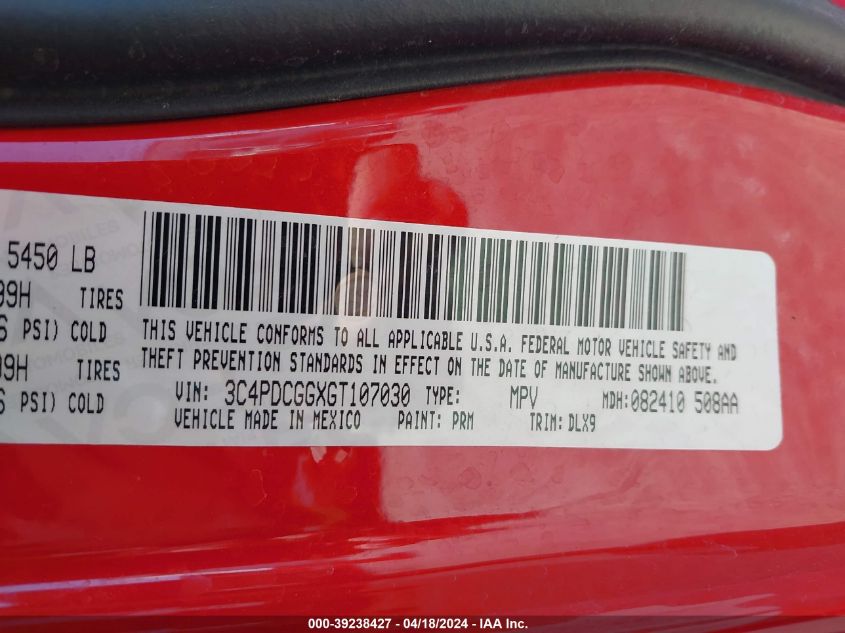 5450 LB
99H TIRES
PSI) COLD
99H TIRES
PSI) COLD
THIS VEHICLE CONFORMS TO ALL APPLICABLE U.S.A. FEDERAL MOTOR VEHICLE SAFETY AND
THEFT PREVENTION STANDARDS IN EFFECT ON THE DATE OF MANUFACTURE SHOWN ABOVE.
VIN: 3C4PDCGGXGT107030 TYPE: MPV MDH:082410 508AA
VEHICLE MADE IN MEXICO PAINT: PRM TRIM: DLX9
000-39238427 - 04/18/2024 - IAA Inc.